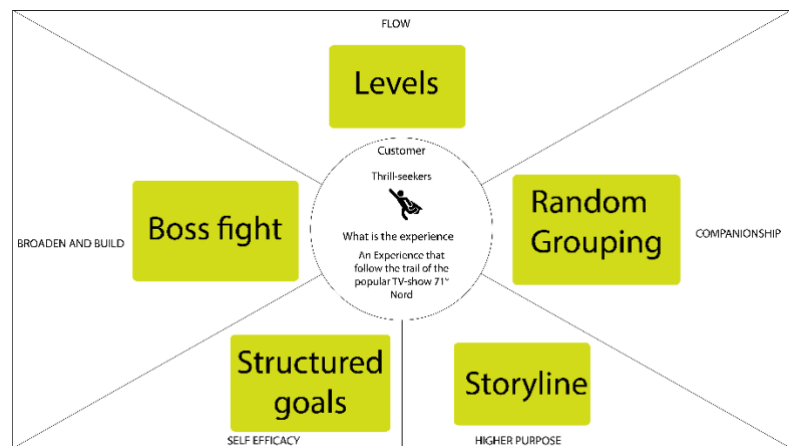 FLOW
Levels
Customer
Thrill-seekers
What is the experience
An Experience that
follow the trail of the
popular TV-show 71°
Nord
BROADEN AND BUILD
Boss fight
Random
Grouping
COMPANIONSHIP
Structured
goals
SELF EFFICACY
Storyline
HIGHER PURPOSE